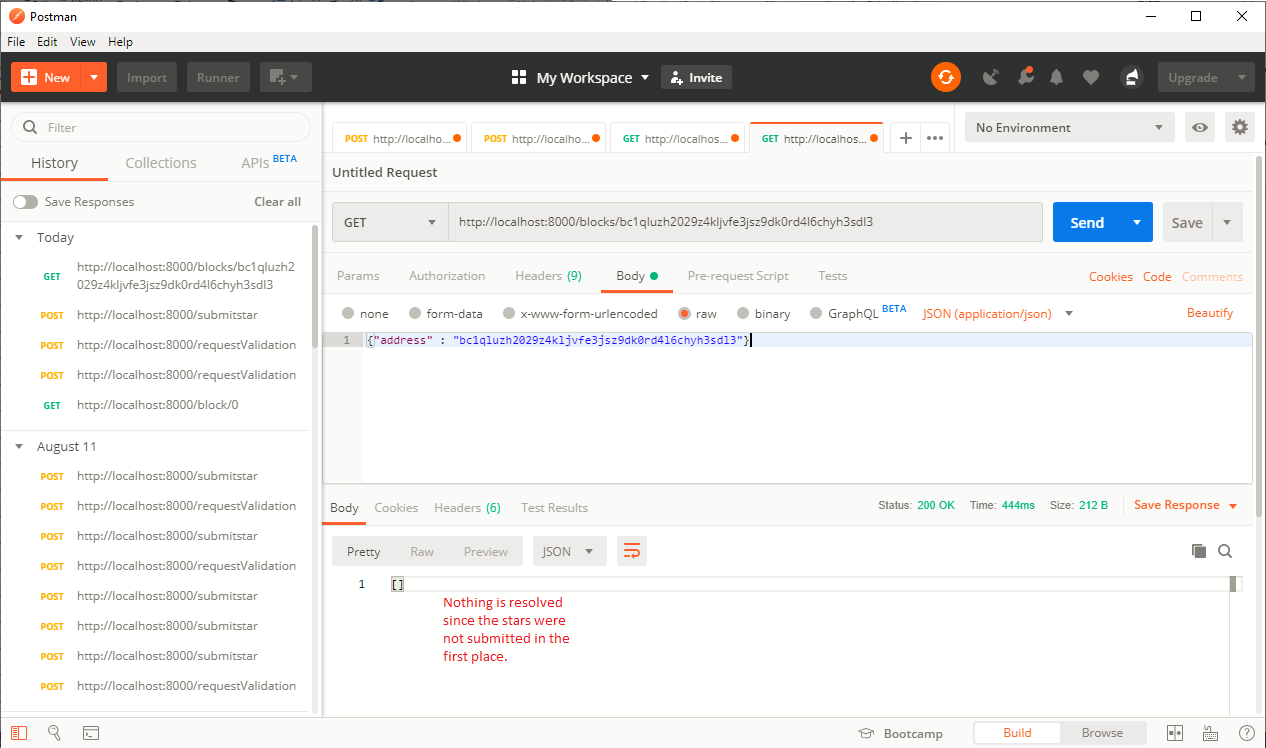 Postman
File Edit View Help
New Import Runner My Workspace Invite Upgrade
Filter
History Collections APIs BETA
Save Responses Clear all
Today
GET http://localhost:8000/blocks/bc1qluzh2
029z4kljvfe3jsz9dk0rd4l6chyh3sdl3
POST http://localhost:8000/submitstar
POST http://localhost:8000/requestValidation
POST http://localhost:8000/requestValidation
GET http://localhost:8000/block/0
August 11
POST http://localhost:8000/submitstar
POST http://localhost:8000/requestValidation
POST http://localhost:8000/submitstar
POST http://localhost:8000/requestValidation
POST http://localhost:8000/submitstar
POST http://localhost:8000/submitstar
POST http://localhost:8000/submitstar
POST http://localhost:8000/requestValidation
POST http://localho... POST http://localho... GET http://localhos... GET http://localhos... No Environment
Untitled Request
GET http://localhost:8000/blocks/bc1qluzh2029z4kljvfe3jsz9dk0rd4l6chyh3sdl3 Send Save
Params Authorization Headers (9) Body Pre-request Script Tests Cookies Code Comments
none form-data x-www-form-urlencoded raw binary GraphQL BETA JSON (application/json) Beautify
1 {"address" : "bc1qluzh2029z4kljvfe3jsz9dk0rd4l6chyh3sdl3"}
Body Cookies Headers (6) Test Results Status: 200 OK Time: 444ms Size: 212 B Save Response
Pretty Raw Preview JSON
1 []
Nothing is resolved
since the stars were
not submitted in the
first place.
Bootcamp Build Browse